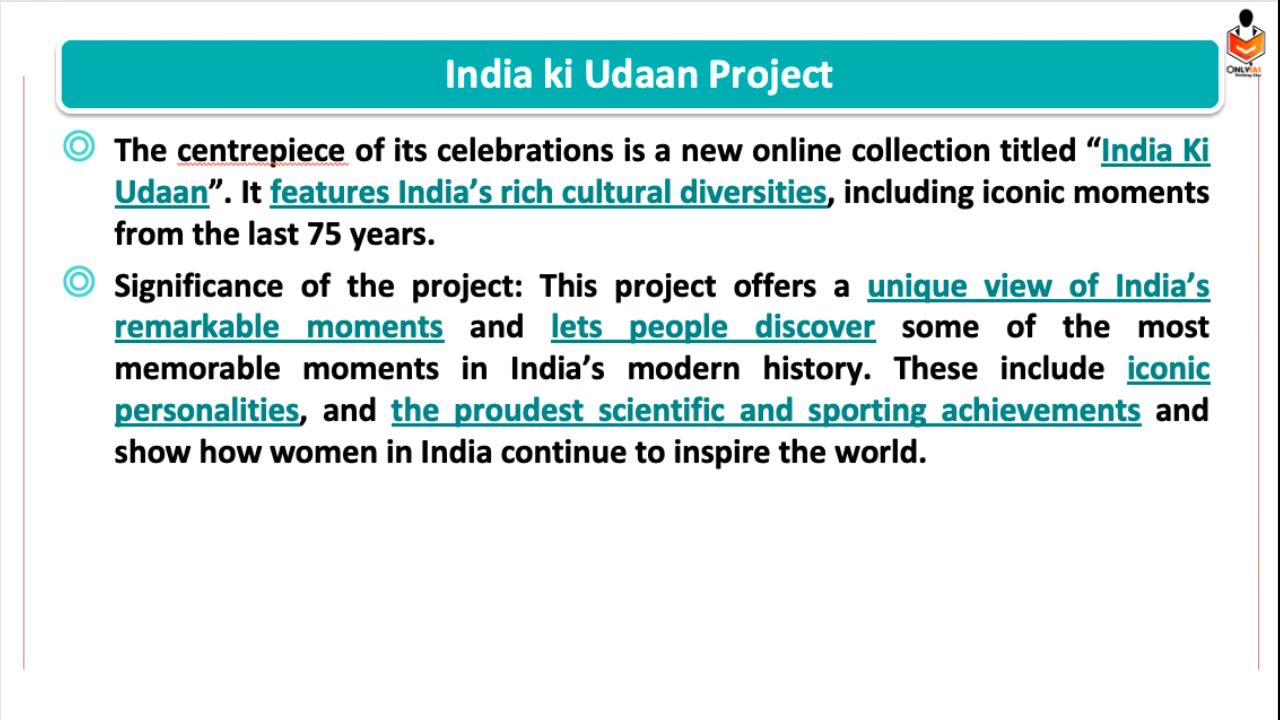 India ki Udaan Project
ONLYIAS
The centrepiece of its celebrations is a new online collection titled “India Ki
Udaan”. It features India’s rich cultural diversities, including iconic moments
from the last 75 years.
Significance of the project: This project offers a unique view of India’s
remarkable moments and lets people discover some of the most
memorable moments in India’s modern history. These include iconic
personalities, and the proudest scientific and sporting achievements and
show how women in India continue to inspire the world.